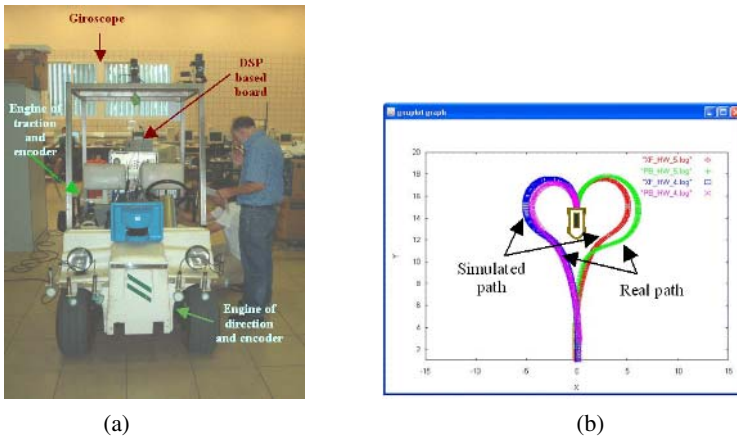 Giroscope
DSP
based
board
Engine of
traction and
encoder
Engine of
direction
and encoder
(a)
gnuplot graph
"XF_HW_5.log"
"PB_HW_5.log"
"XF_HW_4.log"
"PB_HW_4.log"
20
18
16
14
12
10
8
6
4
2
Y
Simulated
path
Real path
-15
-10
-5
0
5
10
15
X
(b)